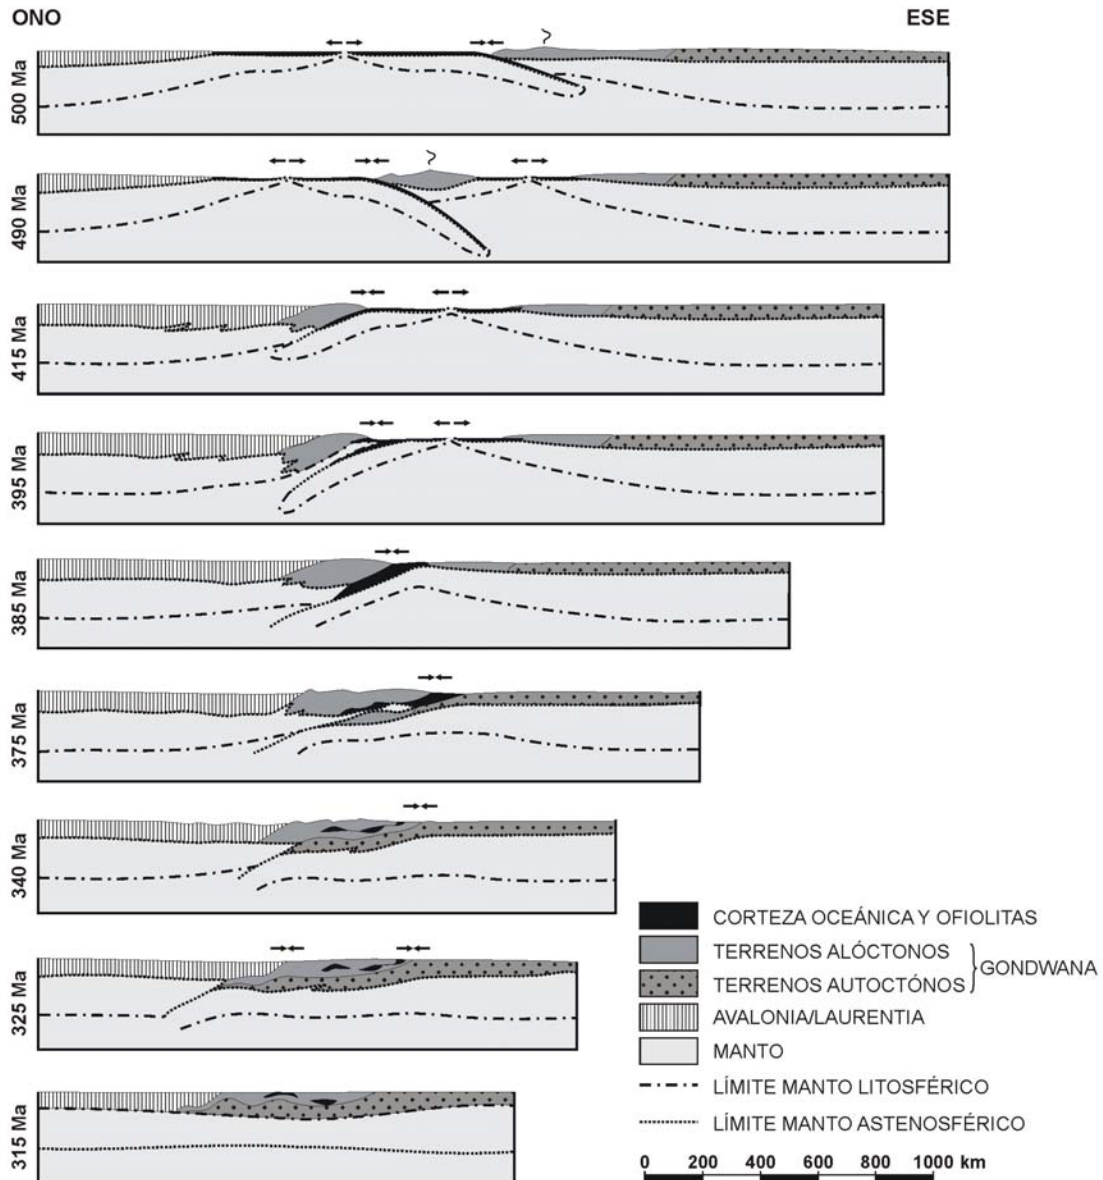 ONO
ESE
500 Ma
490 Ma
415 Ma
395 Ma
385 Ma
375 Ma
340 Ma
325 Ma
315 Ma
CORTEZA OCEÁNICA Y OFIOLITAS
TERRENOS ALÓCTONOS
GONDWANA
TERRENOS AUTOCTÓNOS
AVALONIA/LAURENTIA
MANTO
LÍMITE MANTO LITOSFÉRICO
LÍMITE MANTO ASTENOSFÉRICO
0 200 400 600 800 1000 km